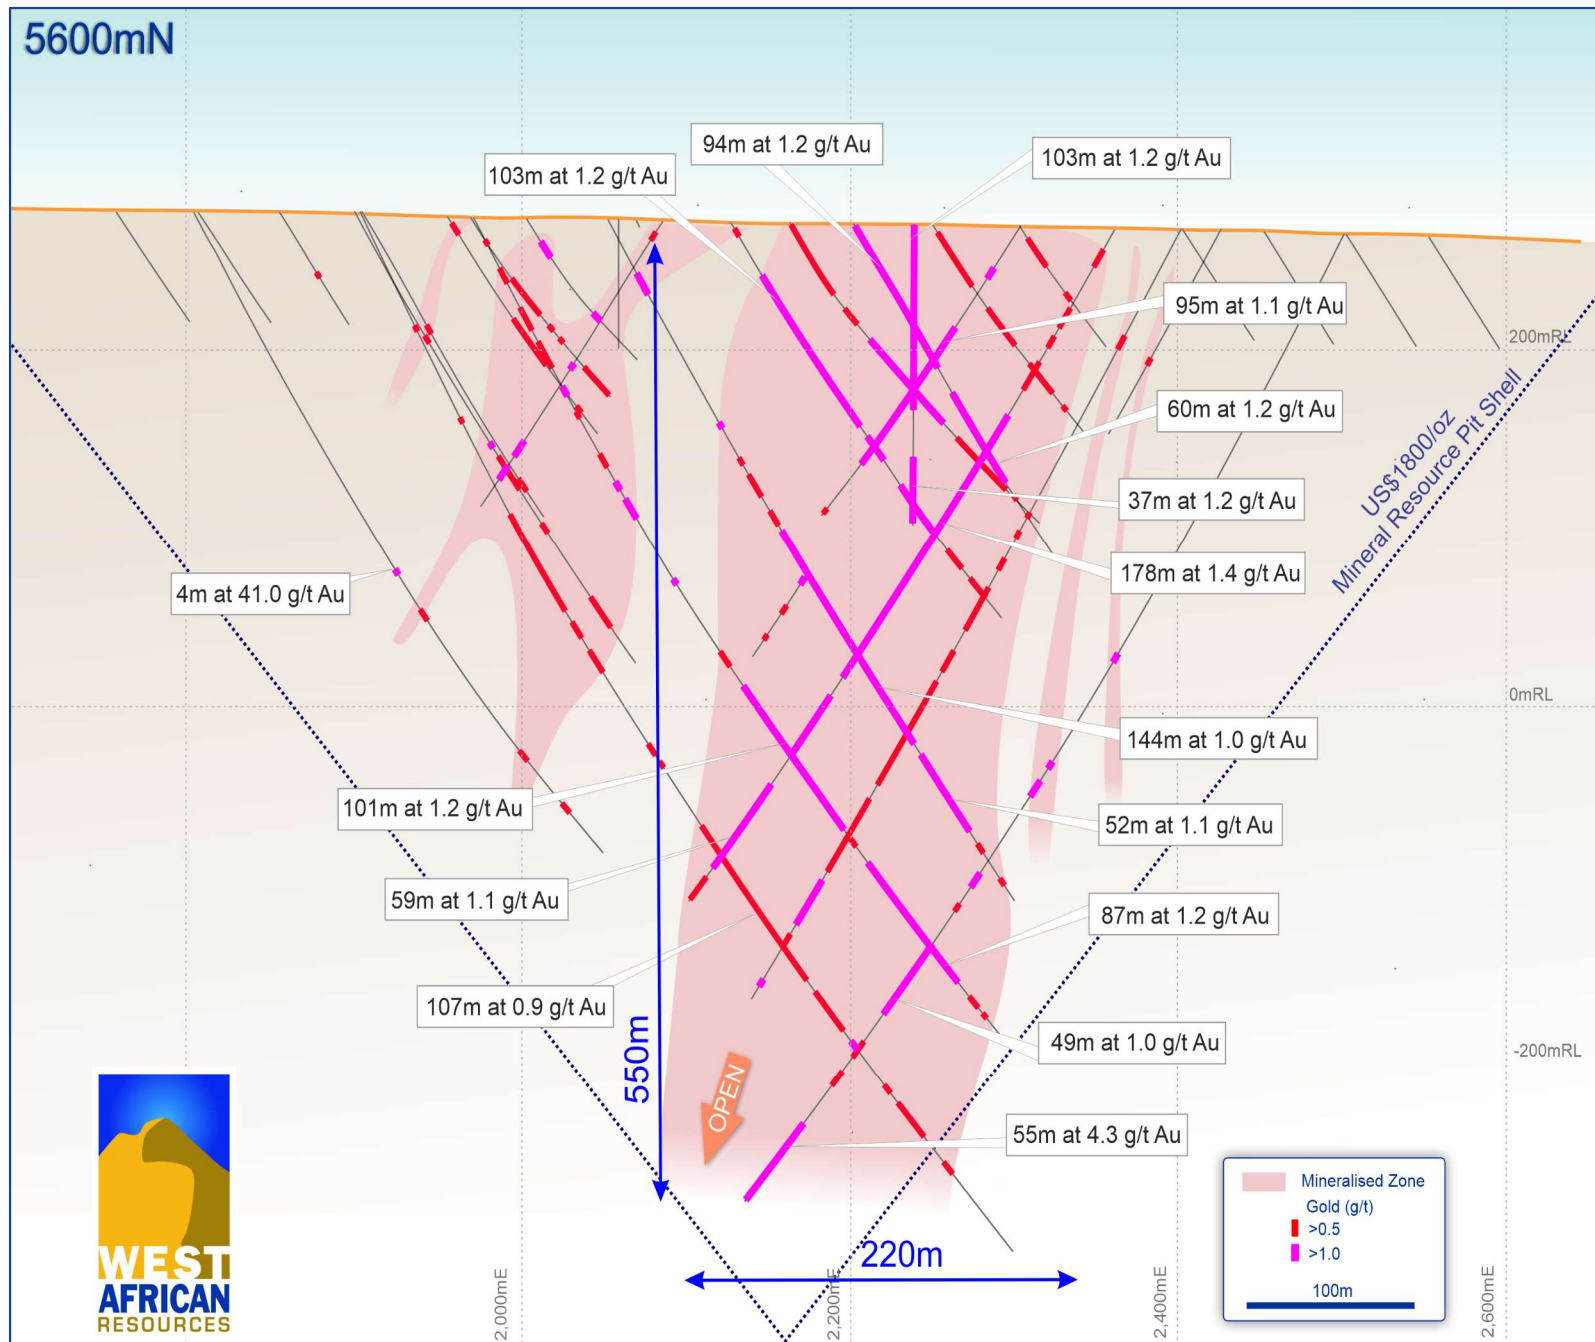 5600mN
94m at 1.2 g/t Au
103m at 1.2 g/t Au
103m at 1.2 g/t Au
95m at 1.1 g/t Au
200mRL
60m at 1.2 g/t Au
US$1800/oz
Mineral Resource Pit Shell
37m at 1.2 g/t Au
178m at 1.4 g/t Au
4m at 41.0 g/t Au
0mRL
144m at 1.0 g/t Au
101m at 1.2 g/t Au
52m at 1.1 g/t Au
59m at 1.1 g/t Au
87m at 1.2 g/t Au
107m at 0.9 g/t Au
49m at 1.0 g/t Au
-200mRL
550m
OPEN
55m at 4.3 g/t Au
220m
2,000mE
2,200mE
2,400mE
2,600mE
Mineralised Zone
Gold (g/t)
>0.5
>1.0
100m
WEST
AFRICAN
RESOURCES